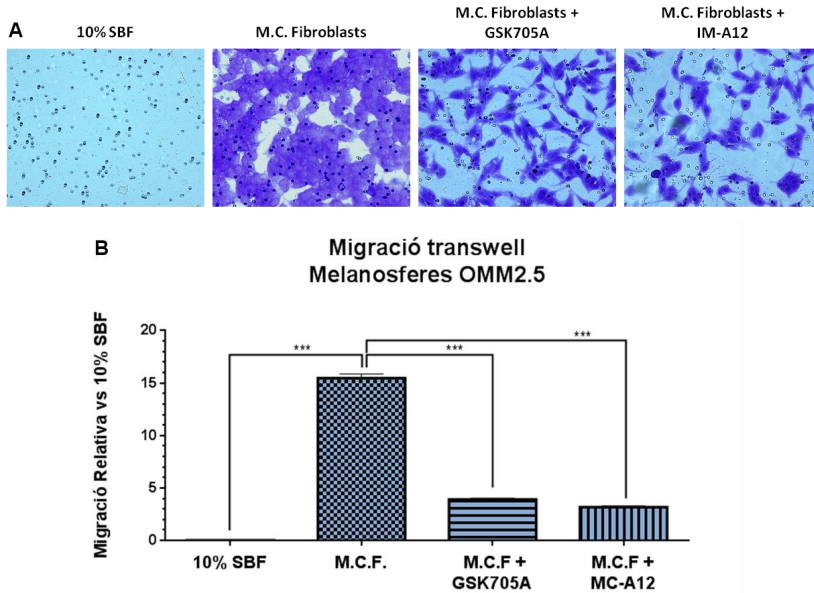 A
10% SBF
M.C. Fibroblasts
M.C. Fibroblasts +
GSK705A
M.C. Fibroblasts +
IM-A12
B
Migració transwell
Melanosferes OMM2.5
Migració Relativa vs 10% SBF
20
15
10
5
0
***
***
***
10% SBF
M.C.F.
M.C.F +
GSK705A
M.C.F +
MC-A12